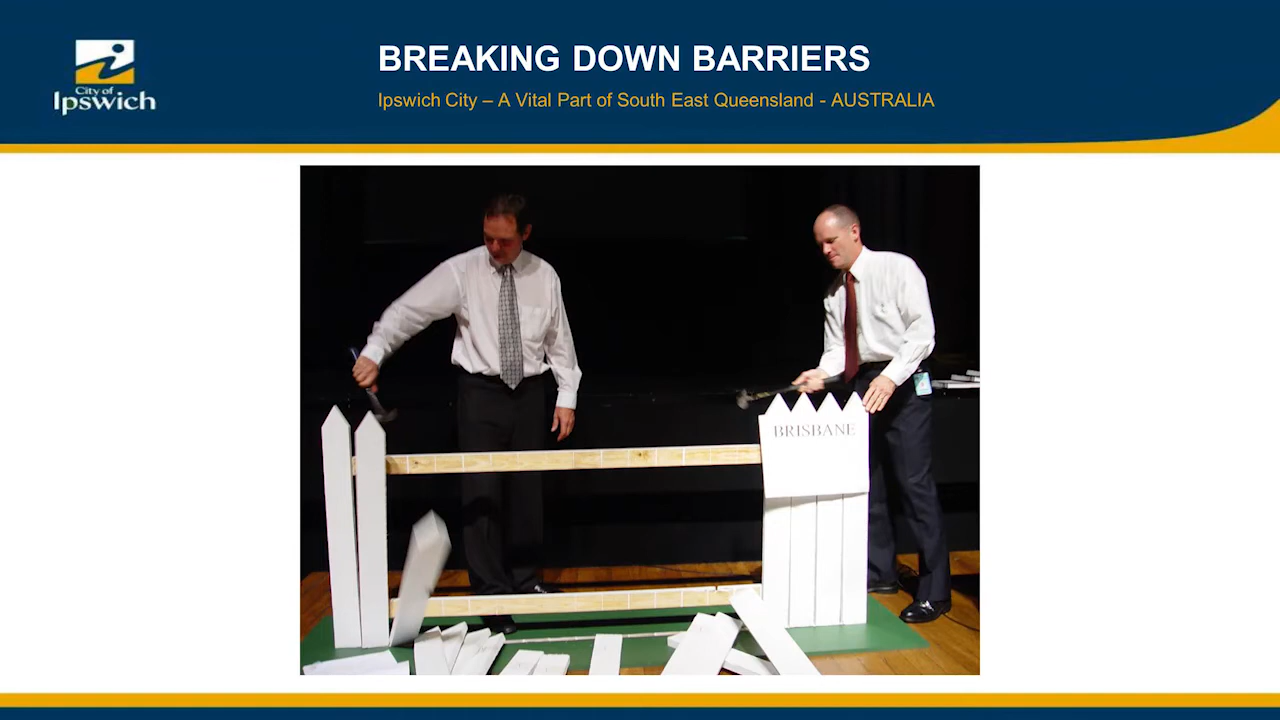 BREAKING DOWN BARRIERS
Ipswich City – A Vital Part of South East Queensland - AUSTRALIA
City of
Ipswich
BRISBANE